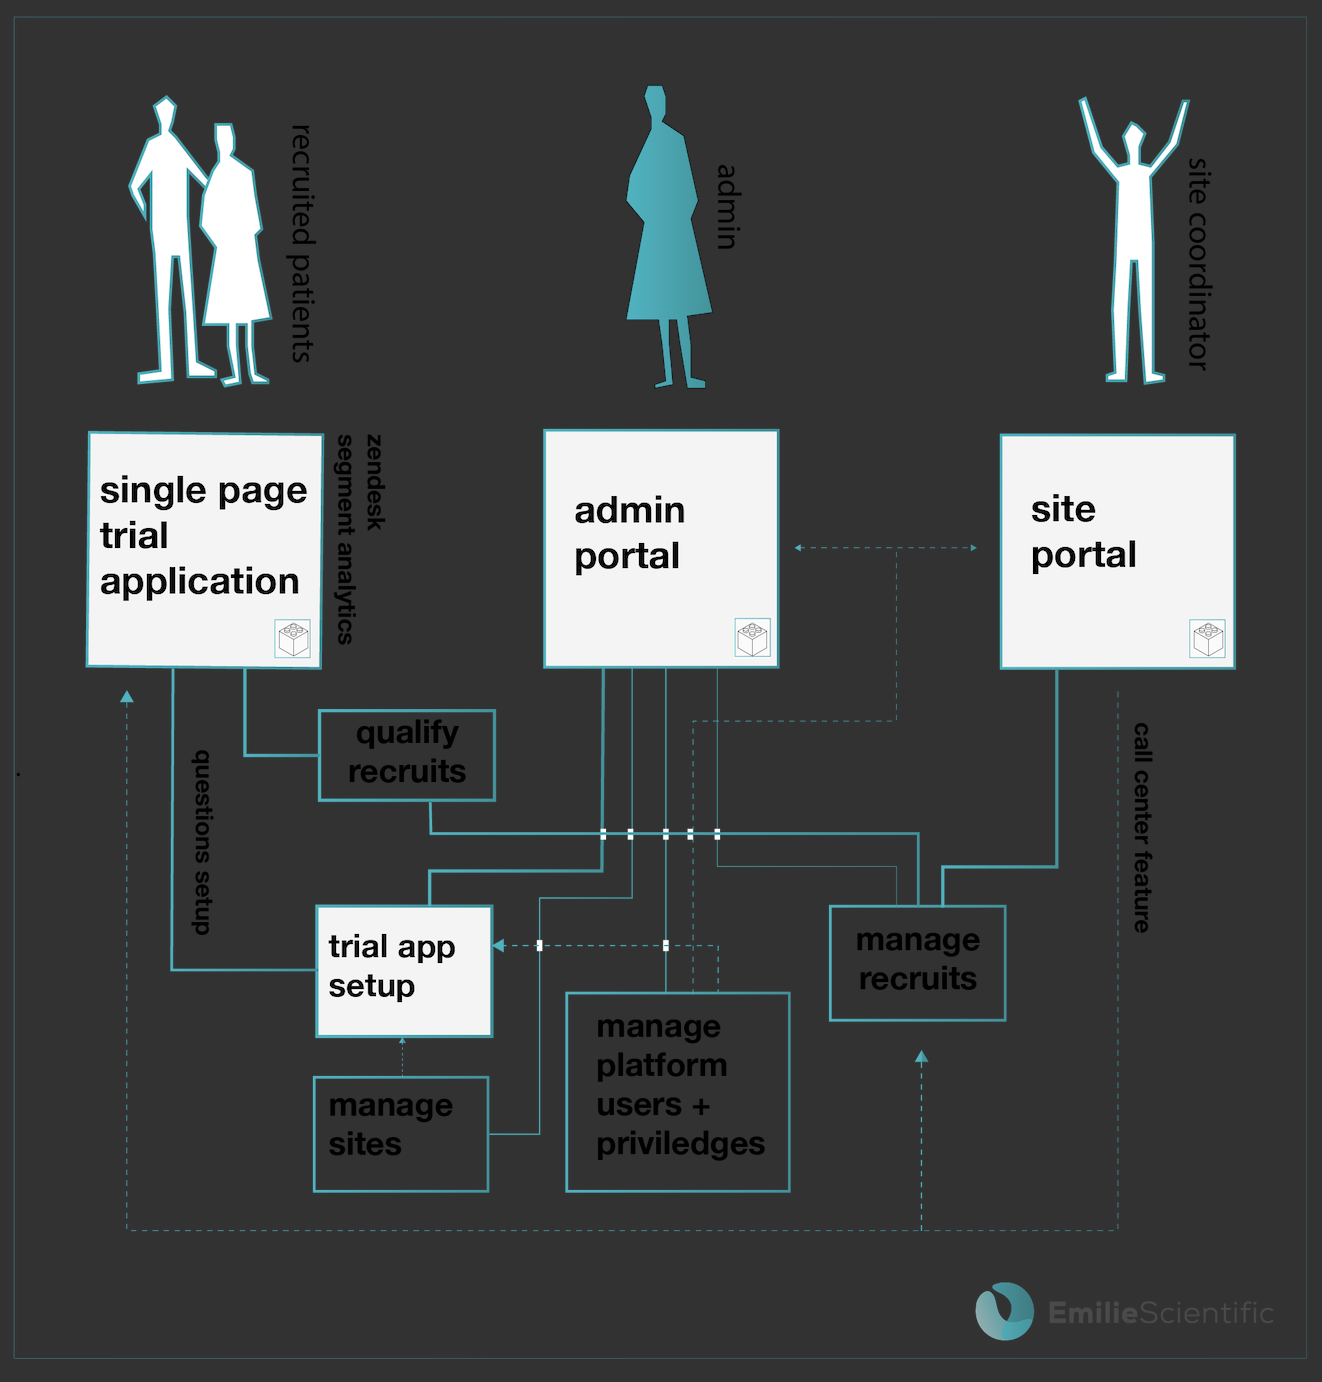 recruited patients
admin
site coordinator
single page
trial
application
zendesk
segment analytics
admin
portal
site
portal
qualify
recruits
questions setup
call center feature
trial app
setup
manage
recruits
manage
sites
manage
platform
users +
priviledges
EmilieScientific